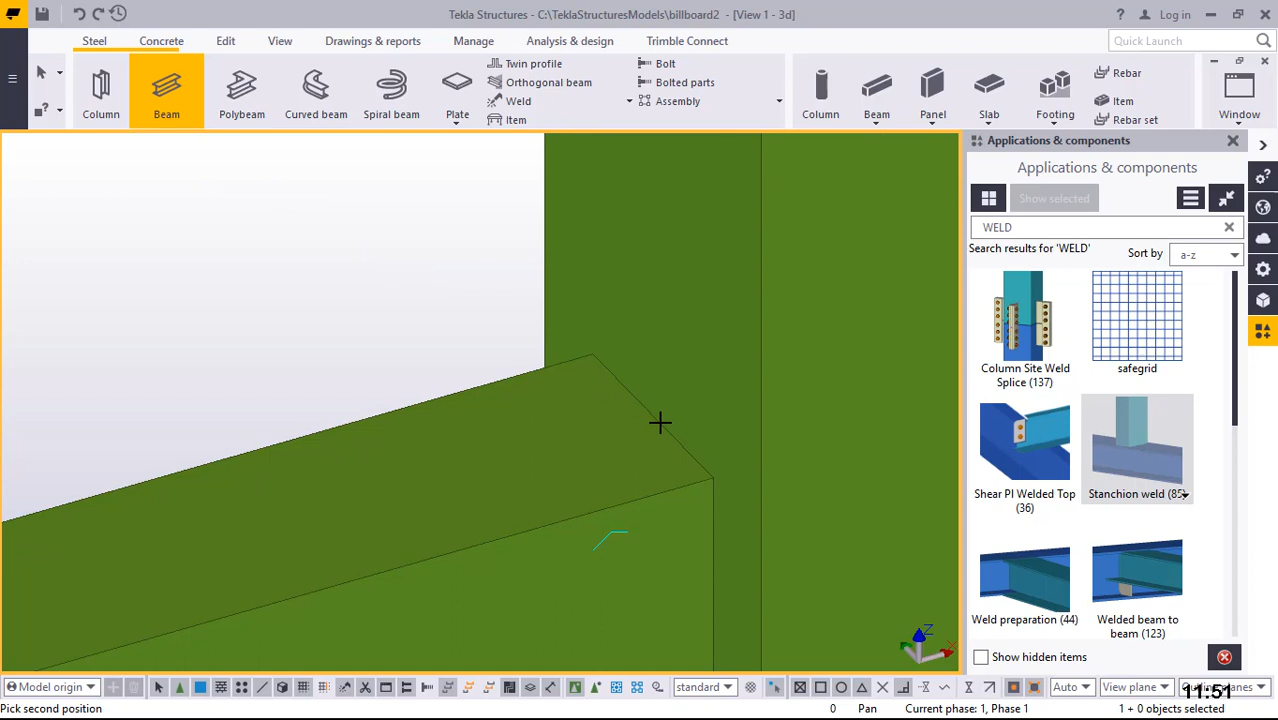 Tekla Structures - C:\TeklaStructuresModels\billboard2 - [View 1 - 3d]
? Log in
Steel Concrete Edit View Drawings & reports Manage Analysis & design Trimble Connect Quick Launch
Column Beam Polybeam Curved beam Spiral beam Plate
Twin profile Bolt
Orthogonal beam Bolted parts
Weld Assembly
Item
Column Beam Panel Slab Footing
Rebar
Item
Rebar set
Window
Applications & components
Applications & components
Show selected
WELD
Search results for 'WELD'
Sort by a-z
Column Site Weld Splice (137)
safegrid
Shear Pl Welded Top (36)
Stanchion weld (85)
Weld preparation (44)
Welded beam to beam (123)
Show hidden items
Z
Model origin standard Auto View plane Outline planes
11:51
Pick second position 0 Pan Current phase: 1, Phase 1 1 + 0 objects selected